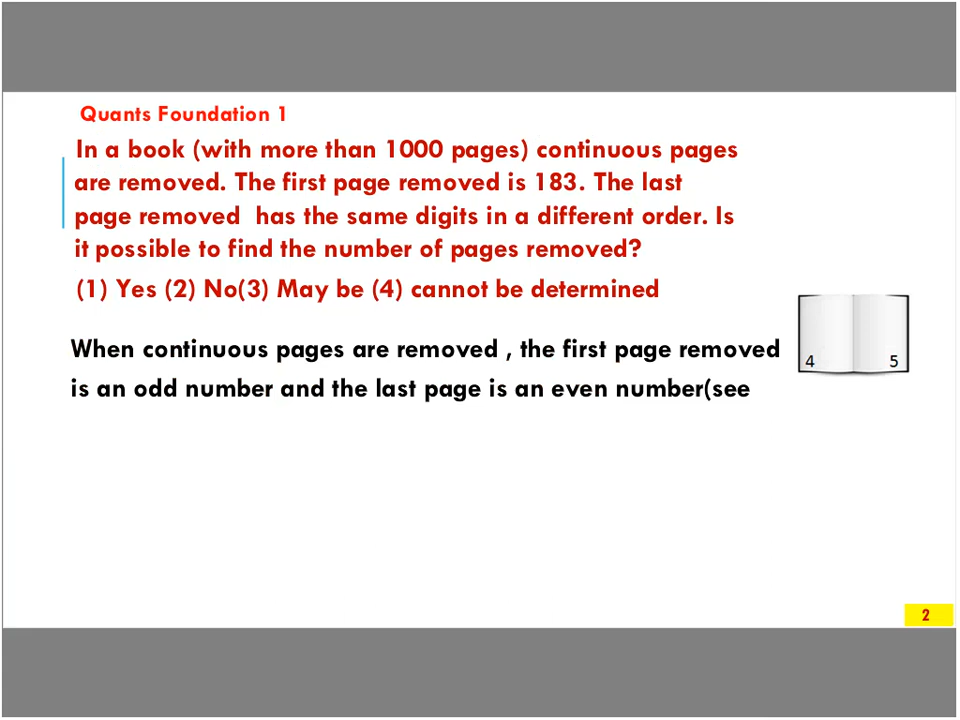 Quants Foundation 1
In a book (with more than 1000 pages) continuous pages
are removed. The first page removed is 183. The last
page removed has the same digits in a different order. Is
it possible to find the number of pages removed?
(1) Yes (2) No(3) May be (4) cannot be determined
When continuous pages are removed , the first page removed
is an odd number and the last page is an even number(see
4 5
2